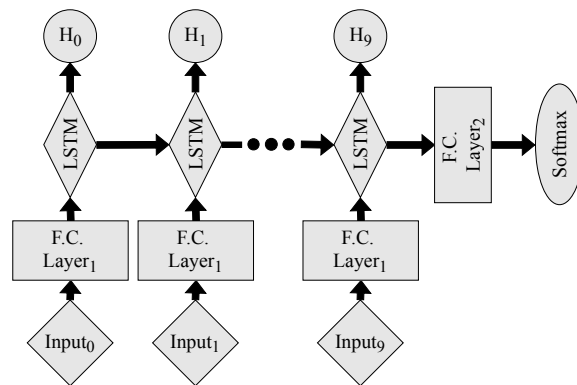 H0
H1
H9
LSTM
LSTM
LSTM
F.C.
Layer2
Softmax
F.C.
Layer1
F.C.
Layer1
F.C.
Layer1
Input0
Input1
Input9